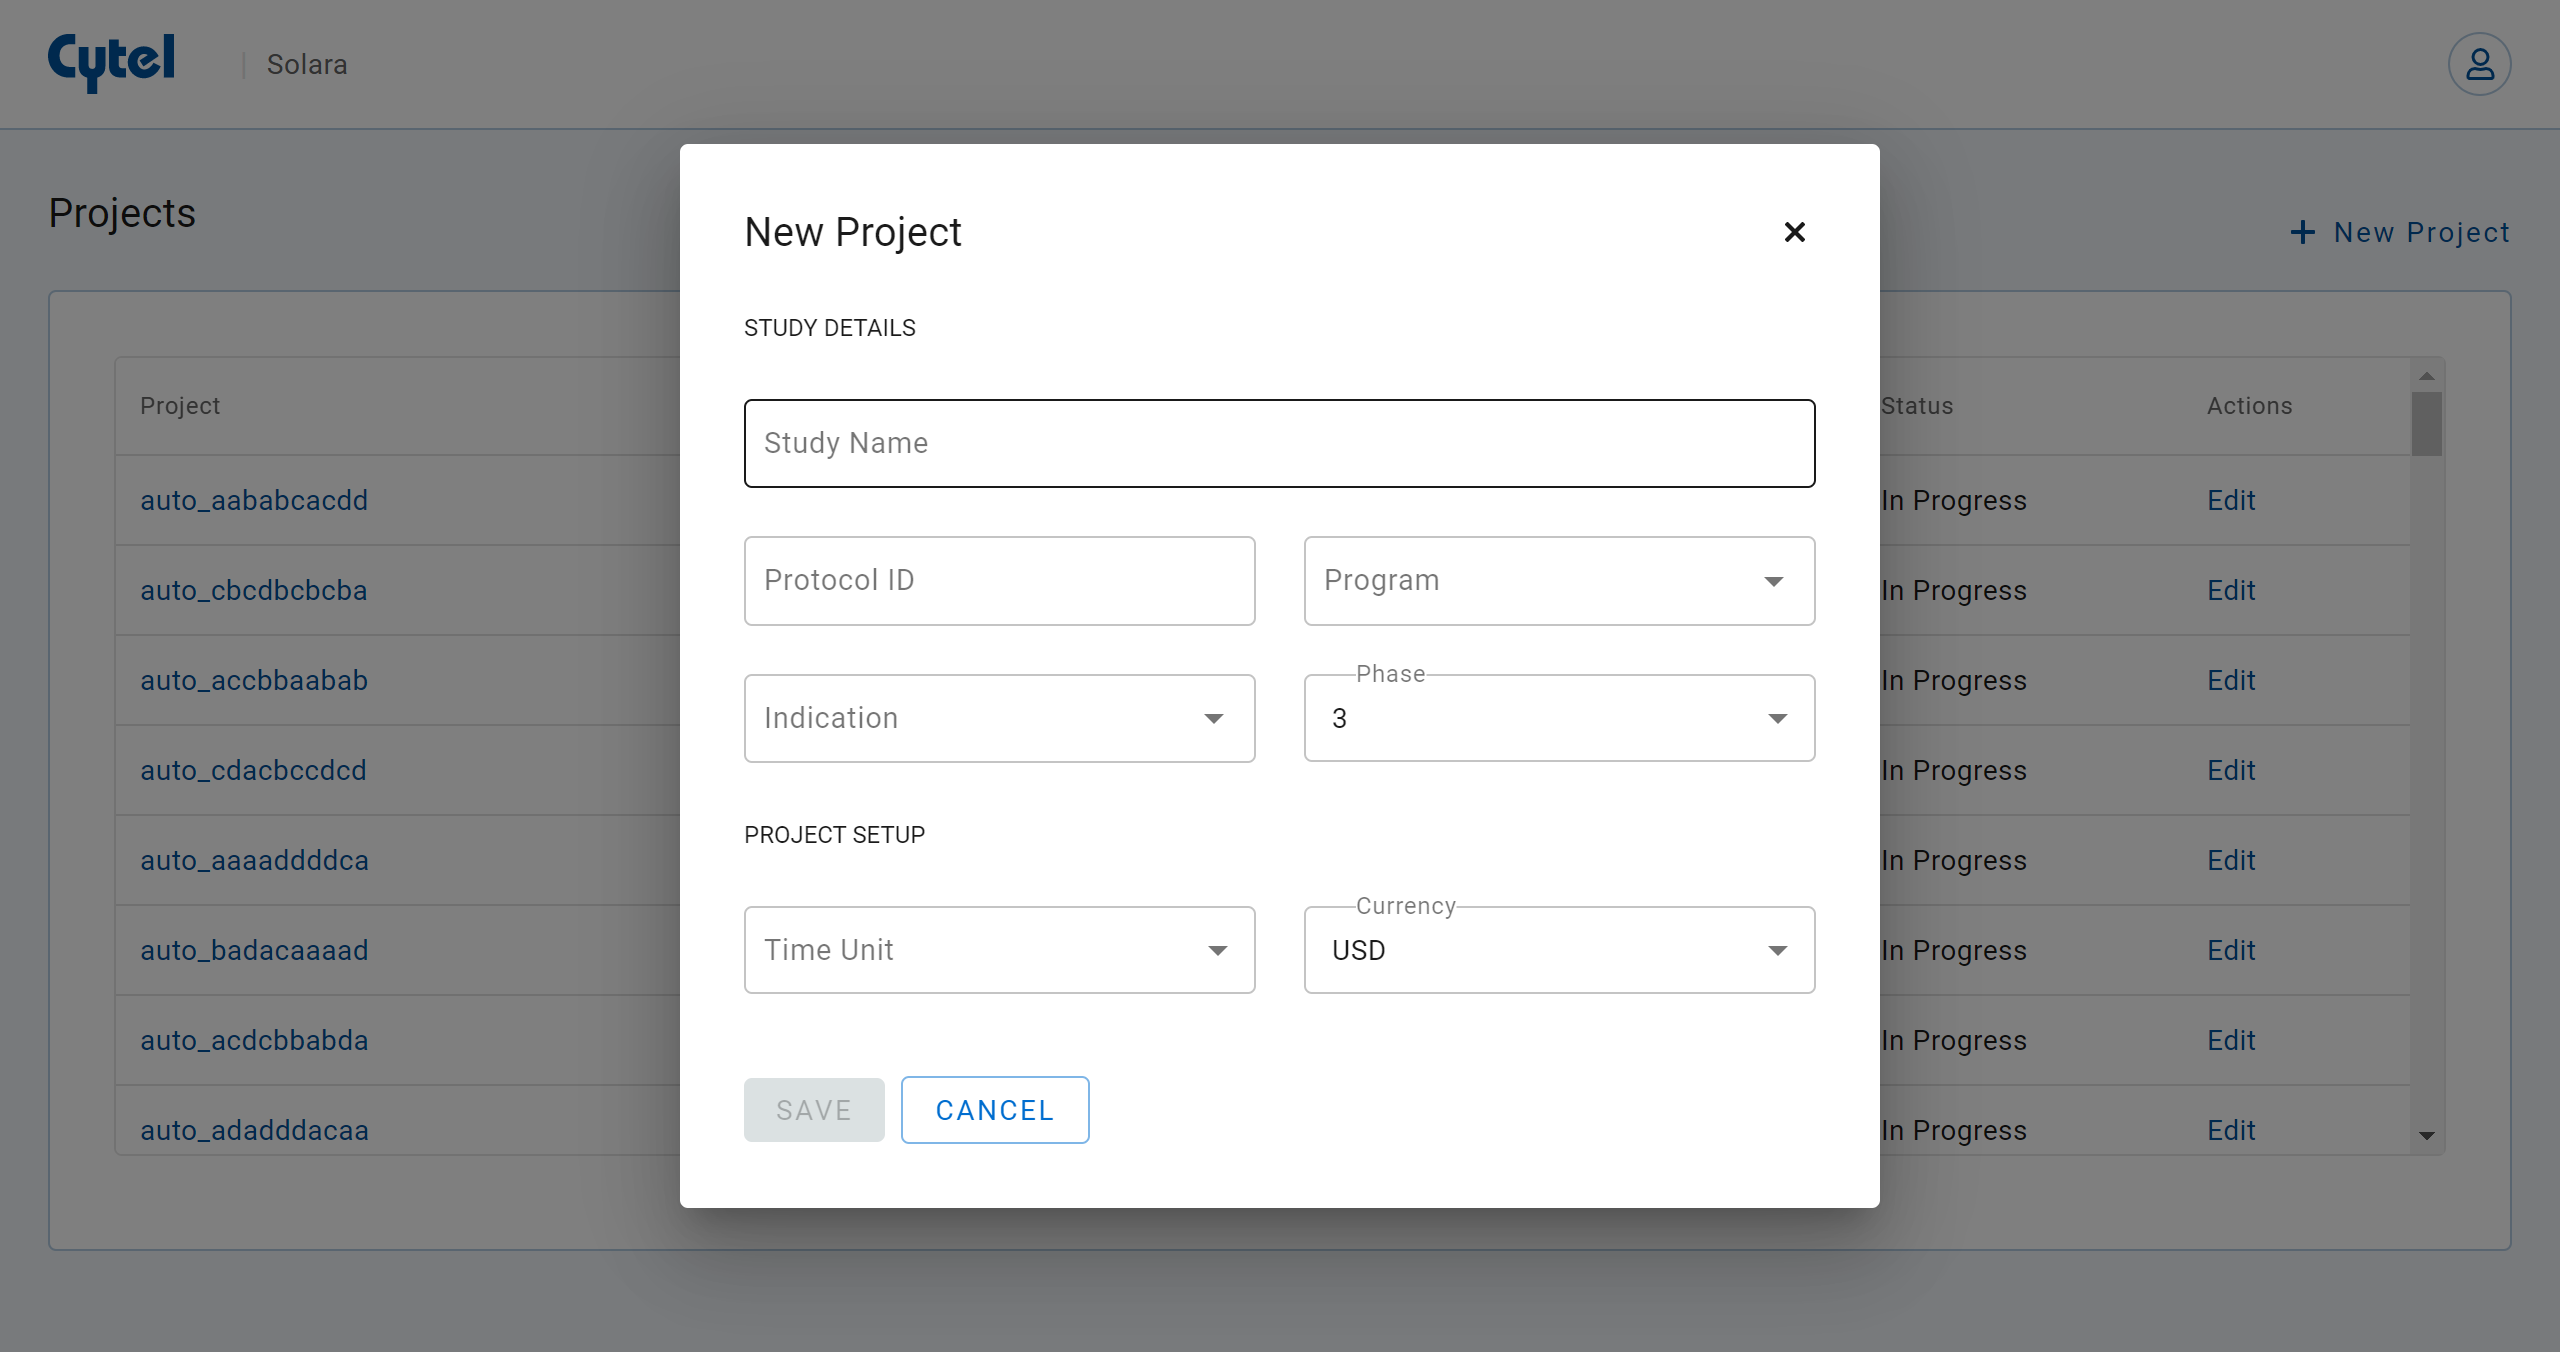 Cytel
Solara
Projects
New Project
New Project
STUDY DETAILS
Study Name
Protocol ID
Program
Indication
Phase
3
PROJECT SETUP
Time Unit
Currency
USD
SAVE
CANCEL
Project
Status
Actions
auto_aababcacdd
In Progress
Edit
auto_cbcdbcbcba
In Progress
Edit
auto_accbbaabab
In Progress
Edit
auto_cdacbccdcd
In Progress
Edit
auto_aaaaddddca
In Progress
Edit
auto_badacaaaad
In Progress
Edit
auto_acdcbbabda
In Progress
Edit
auto_adadddacaa
In Progress
Edit